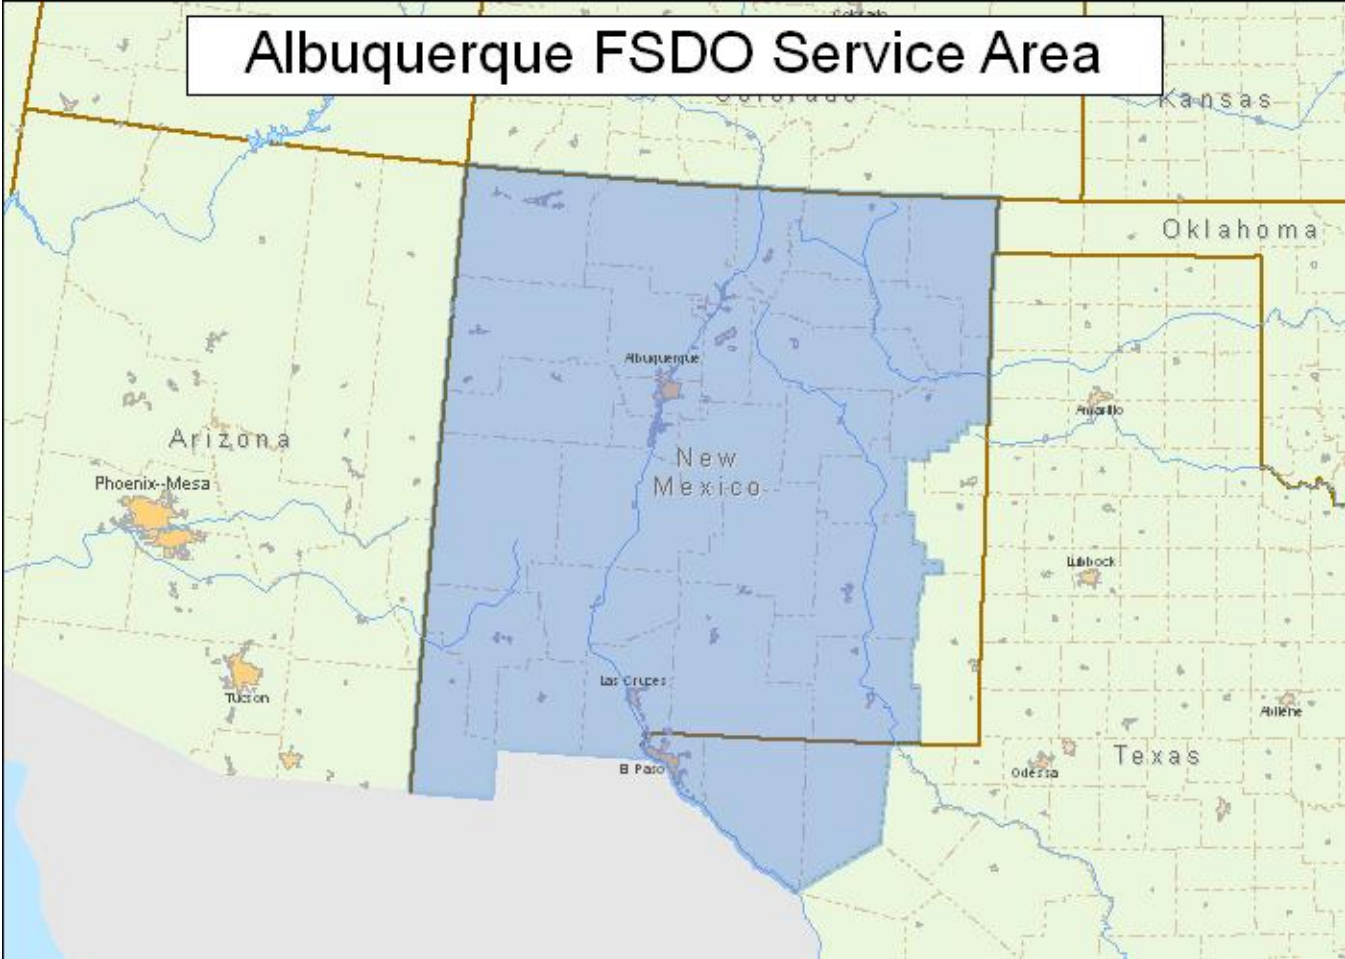 Albuquerque FSDO Service Area
Colorado
Kansas
Oklahoma
Albuquerque
Amarillo
Arizona
New
Mexico
Phoenix--Mesa
Lubbock
Las Cruces
Tucson
Abilene
Texas
El Paso
Odessa